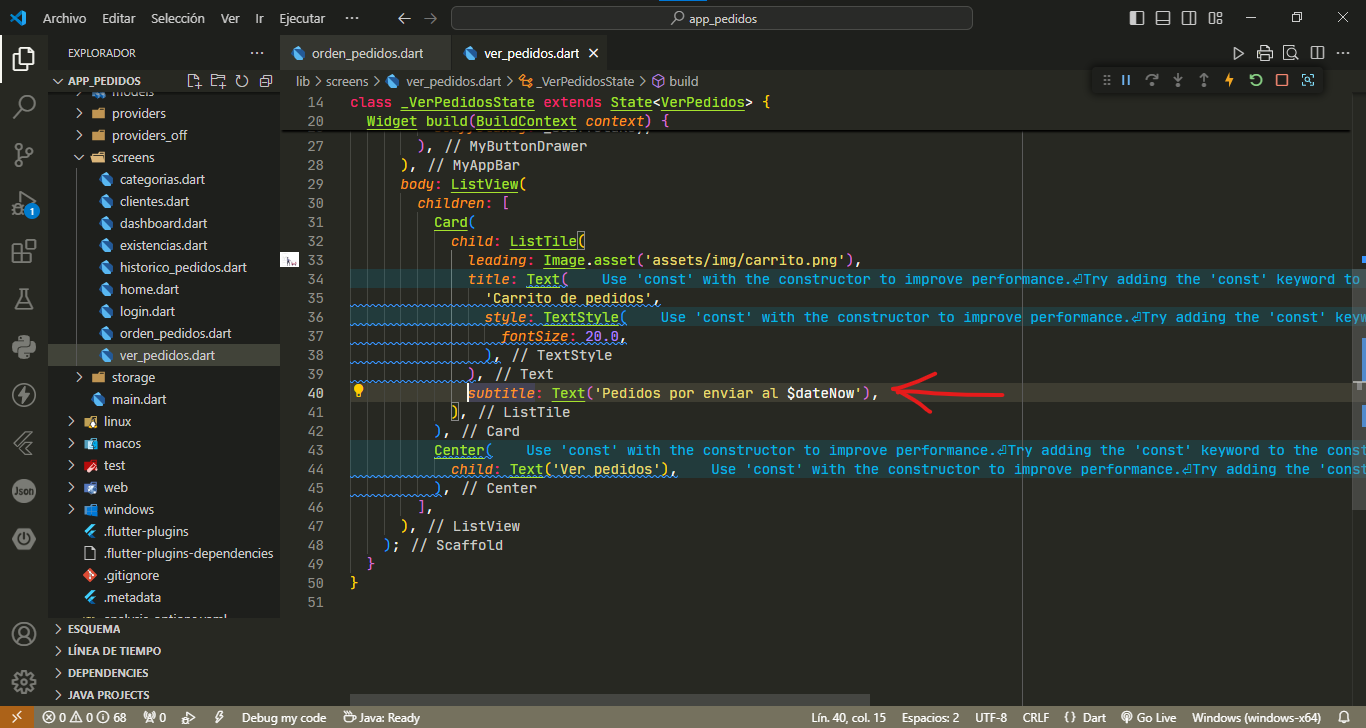 Archivo Editar Selección Ver Ir Ejecutar ··· app_pedidos
EXPLORADOR ···
orden_pedidos.dart
ver_pedidos.dart
APP_PEDIDOS
lib > screens > ver_pedidos.dart > _VerPedidosState > build
models
providers
providers_off
screens
categorias.dart
clientes.dart
dashboard.dart
existencias.dart
historico_pedidos.dart
home.dart
login.dart
orden_pedidos.dart
ver_pedidos.dart
storage
main.dart
linux
macos
test
web
windows
.flutter-plugins
.flutter-plugins-dependencies
.gitignore
.metadata
ESQUEMA
LÍNEA DE TIEMPO
DEPENDENCIES
JAVA PROJECTS
1
Json
14 class _VerPedidosState extends State<VerPedidos> {
20 Widget build(BuildContext context) {
27 ), // MyButtonDrawer
28 ), // MyAppBar
29 body: ListView(
30 children: [
31 Card(
32 child: ListTile(
33 leading: Image.asset('assets/img/carrito.png'),
34 title: Text( Use 'const' with the constructor to improve performance.⏎Try adding the 'const' keyword to
35 'Carrito de pedidos',
36 style: TextStyle( Use 'const' with the constructor to improve performance.⏎Try adding the 'const' keyw
37 fontSize: 20.0,
38 ), // TextStyle
39 ), // Text
40 subtitle: Text('Pedidos por enviar al $dateNow'),
41 ), // ListTile
42 ), // Card
43 Center( Use 'const' with the constructor to improve performance.⏎Try adding the 'const' keyword to the const
44 child: Text('Ver pedidos'), Use 'const' with the constructor to improve performance.⏎Try adding the 'const
45 ), // Center
46 ],
47 ), // ListView
48 ); // Scaffold
49 }
50 }
51
0 0 68 0 Debug my code Java: Ready Lín. 40, col. 15 Espacios: 2 UTF-8 CRLF {} Dart Go Live Windows (windows-x64)